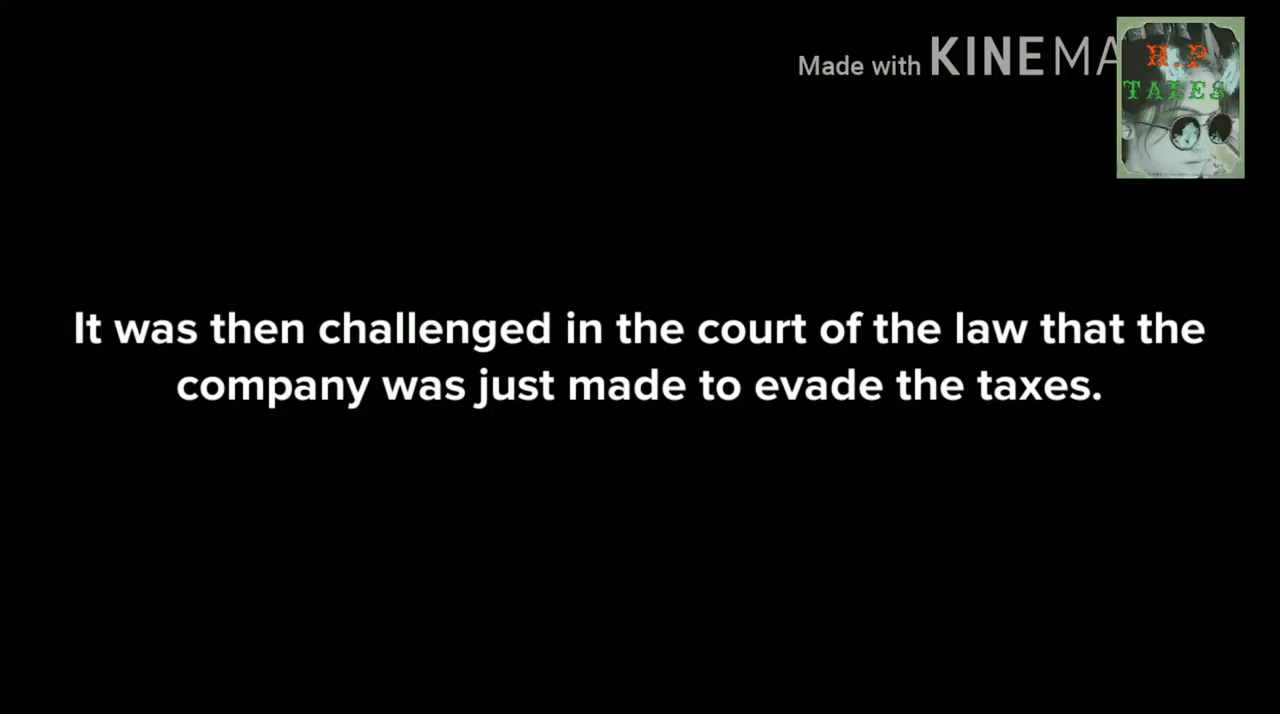 Made with KINEMA
H.P
TALES
It was then challenged in the court of the law that the
company was just made to evade the taxes.